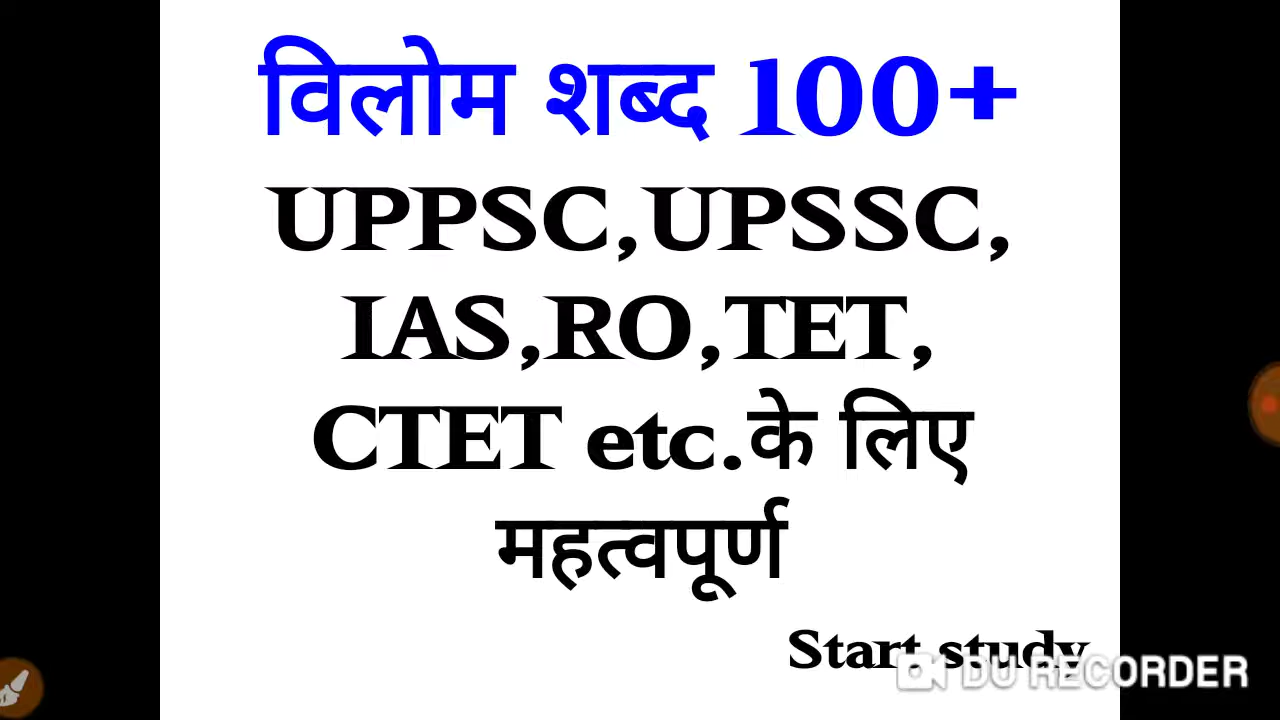 विलोम शब्द 100+
UPPSC,UPSSC,
IAS,RO,TET,
CTET etc.के लिए
महत्वपूर्ण
Start study
DU RECORDER